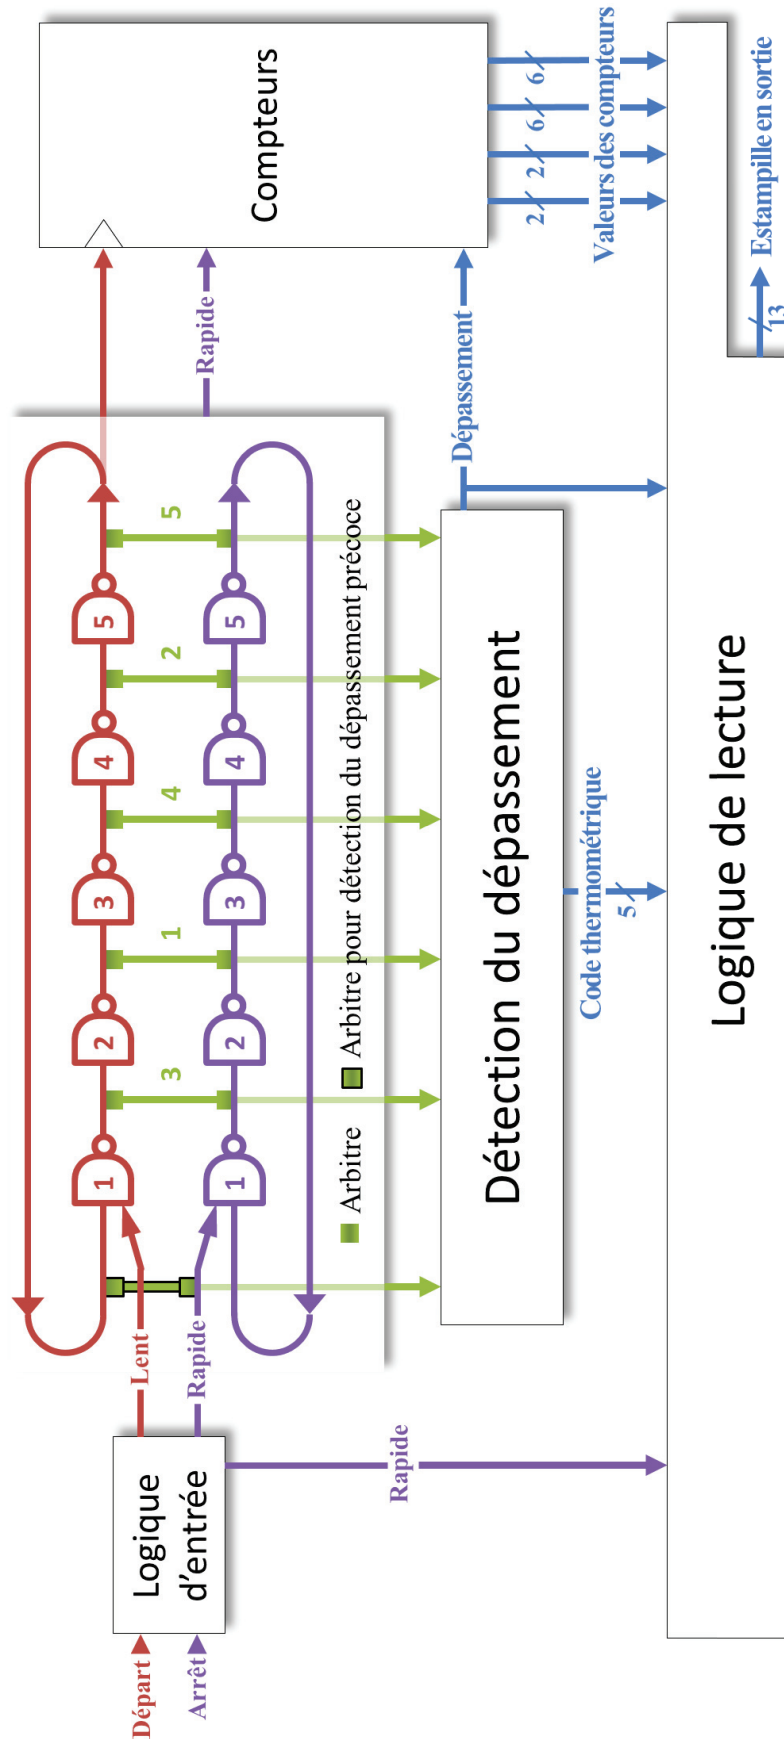 Départ
Arrêt
Logique
d'entrée
Lent
Rapide
Rapide
1
2
3
4
5
1
2
3
4
5
3
1
4
2
5
Arbitre
Arbitre pour détection du dépassement précoce
Rapide
Compteurs
Détection du dépassement
Dépassement
Code thermométrique
5
2
2
6
6
Valeurs des compteurs
Logique de lecture
Estampille en sortie
13